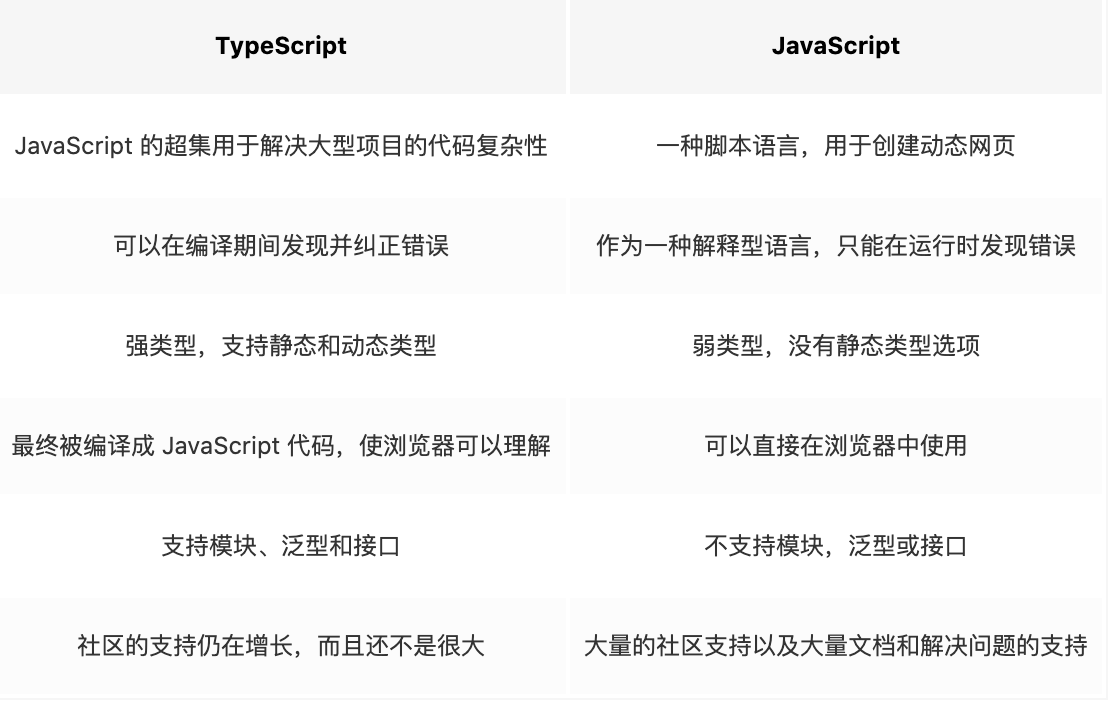 TypeScript
JavaScript
JavaScript 的超集用于解决大型项目的代码复杂性
一种脚本语言，用于创建动态网页
可以在编译期间发现并纠正错误
作为一种解释型语言，只能在运行时发现错误
强类型，支持静态和动态类型
弱类型，没有静态类型选项
最终被编译成 JavaScript 代码，使浏览器可以理解
可以直接在浏览器中使用
支持模块、泛型和接口
不支持模块，泛型或接口
社区的支持仍在增长，而且还不是很大
大量的社区支持以及大量文档和解决问题的支持